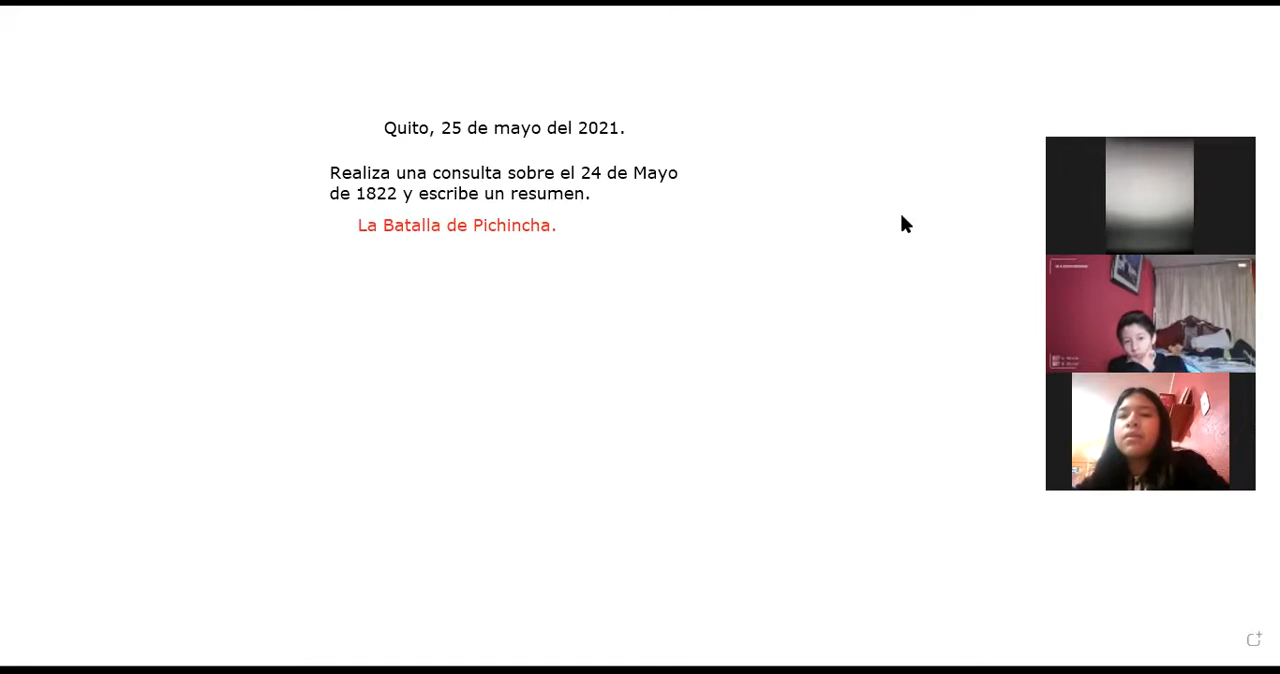 Quito, 25 de mayo del 2021.
Realiza una consulta sobre el 24 de Mayo
de 1822 y escribe un resumen.
La Batalla de Pichincha.